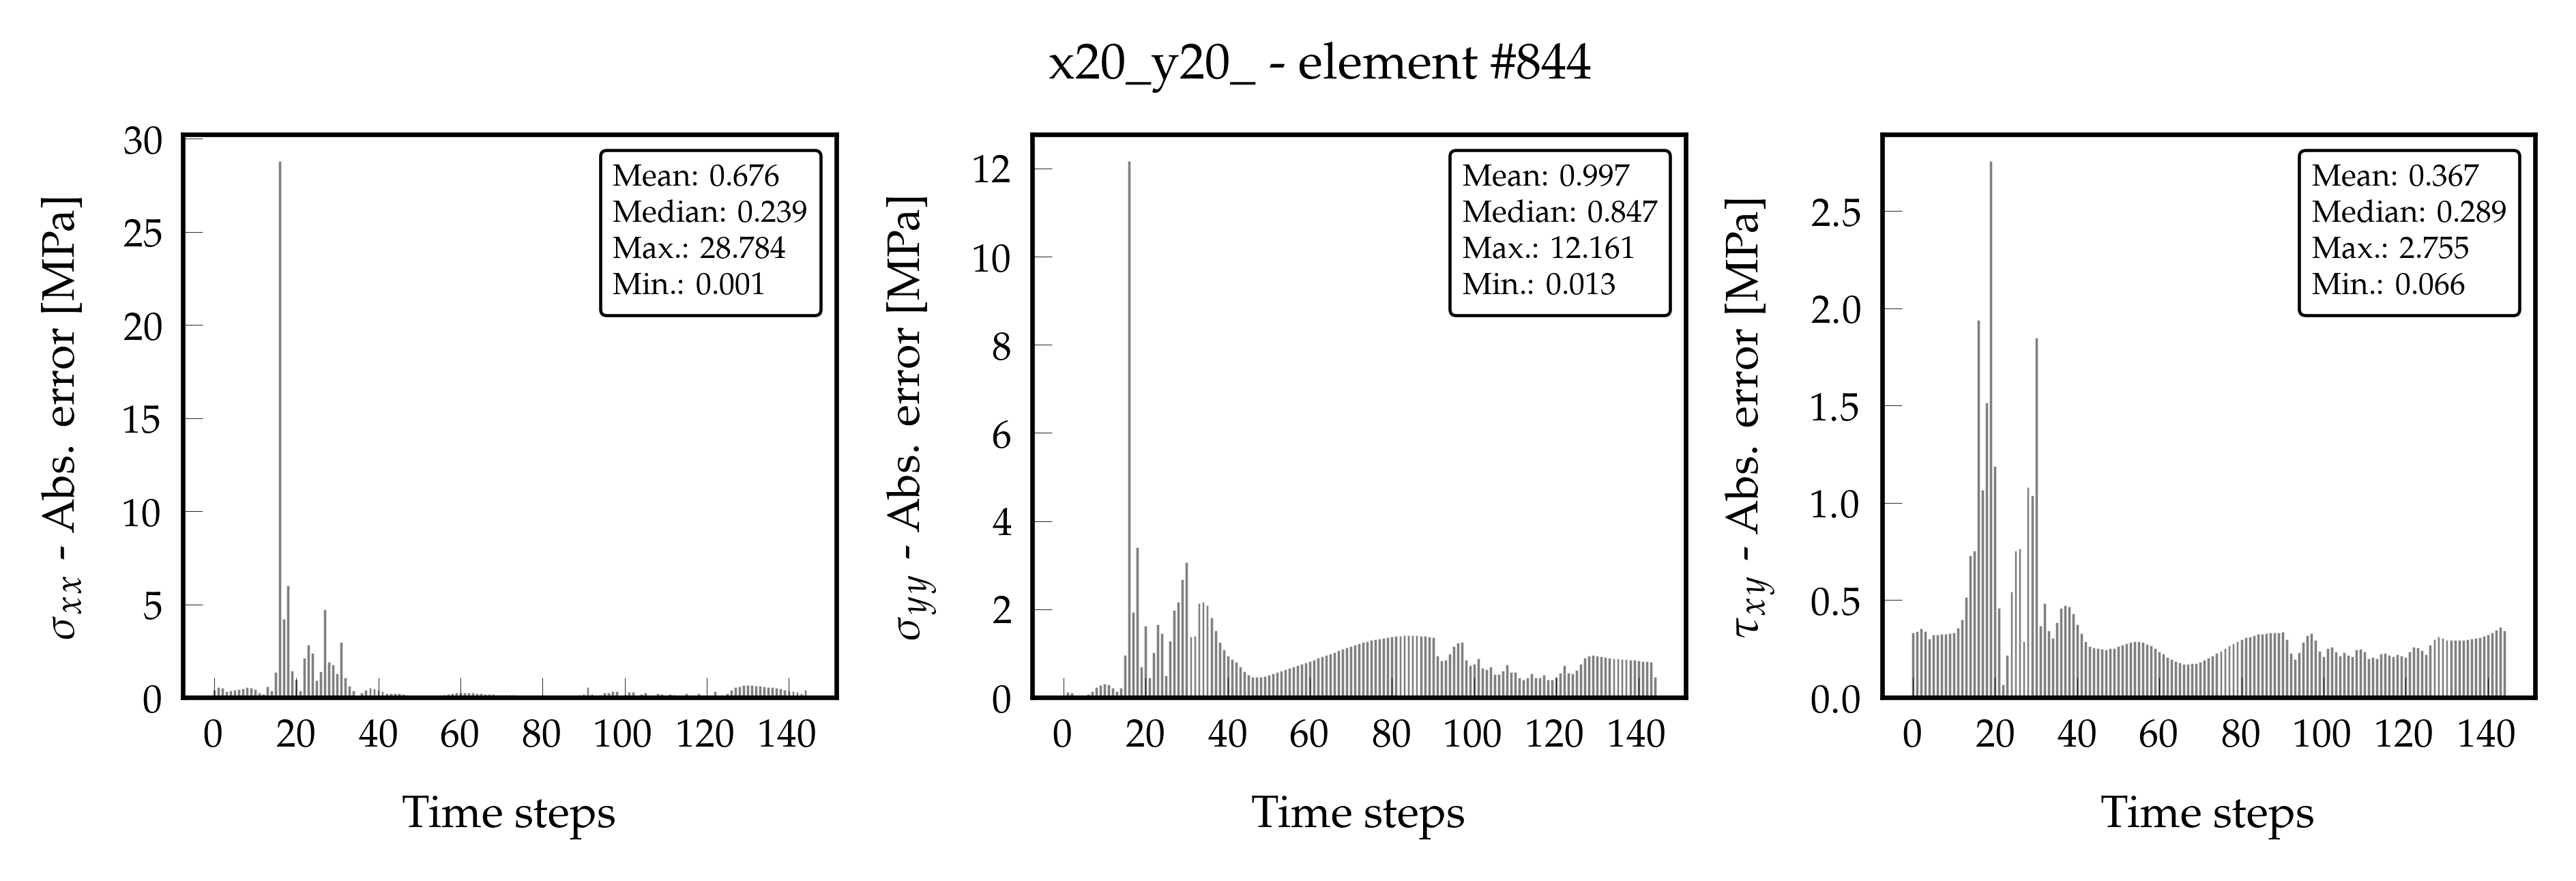 x20_y20_ - element #844
σxx - Abs. error [MPa]
30
25
20
15
10
5
0
Mean: 0.676
Median: 0.239
Max.: 28.784
Min.: 0.001
0 20 40 60 80 100 120 140
Time steps
σyy - Abs. error [MPa]
12
10
8
6
4
2
0
Mean: 0.997
Median: 0.847
Max.: 12.161
Min.: 0.013
0 20 40 60 80 100 120 140
Time steps
τxy - Abs. error [MPa]
2.5
2.0
1.5
1.0
0.5
0.0
Mean: 0.367
Median: 0.289
Max.: 2.755
Min.: 0.066
0 20 40 60 80 100 120 140
Time steps